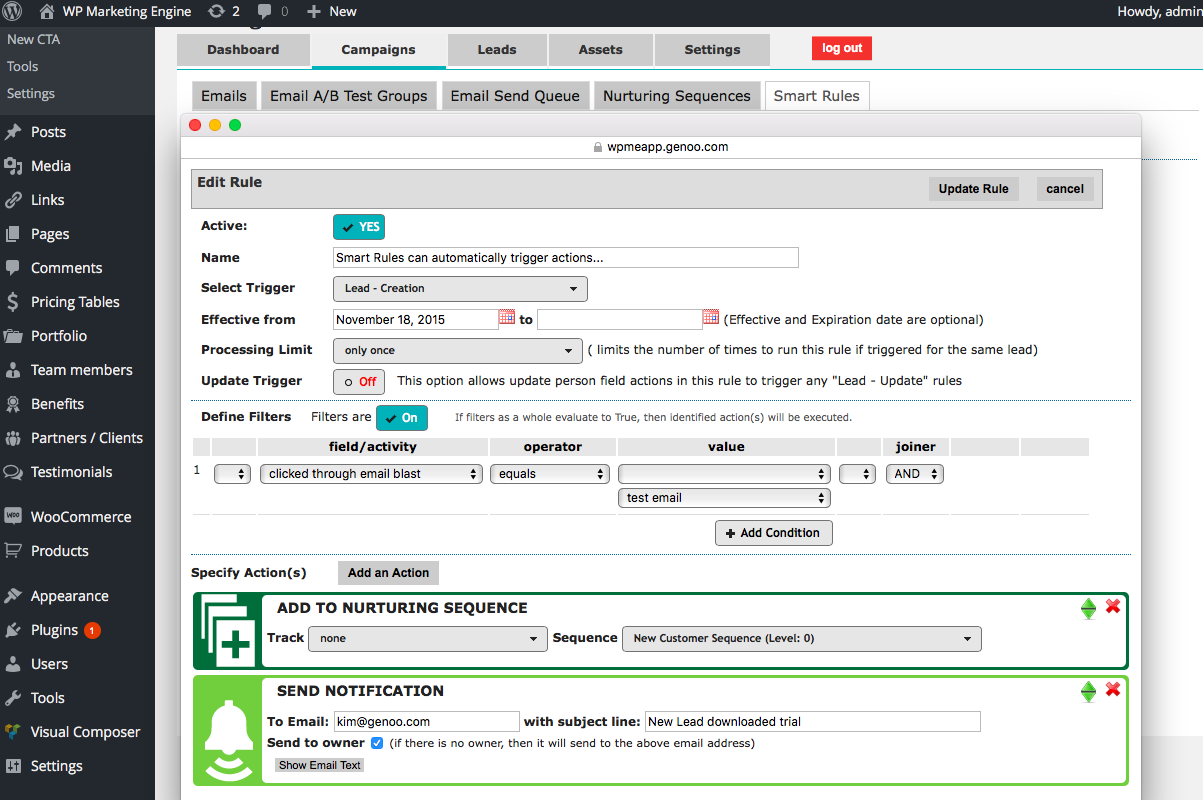 WP Marketing Engine 2 0 New Howdy, admin
New CTA
Tools
Settings
Posts
Media
Links
Pages
Comments
Pricing Tables
Portfolio
Team members
Benefits
Partners / Clients
Testimonials
WooCommerce
Products
Appearance
Plugins 1
Users
Tools
Visual Composer
Settings
Dashboard Campaigns Leads Assets Settings log out
Emails Email A/B Test Groups Email Send Queue Nurturing Sequences Smart Rules
wpmeapp.genoo.com
Edit Rule Update Rule cancel
Active: YES
Name Smart Rules can automatically trigger actions...
Select Trigger Lead - Creation
Effective from November 18, 2015 to (Effective and Expiration date are optional)
Processing Limit only once ( limits the number of times to run this rule if triggered for the same lead)
Update Trigger Off This option allows update person field actions in this rule to trigger any "Lead - Update" rules
Define Filters Filters are On If filters as a whole evaluate to True, then identified action(s) will be executed.
field/activity operator value joiner
1 clicked through email blast equals AND
test email
+ Add Condition
Specify Action(s) Add an Action
ADD TO NURTURING SEQUENCE
Track none Sequence New Customer Sequence (Level: 0)
SEND NOTIFICATION
To Email: kim@genoo.com with subject line: New Lead downloaded trial
Send to owner (if there is no owner, then it will send to the above email address)
Show Email Text